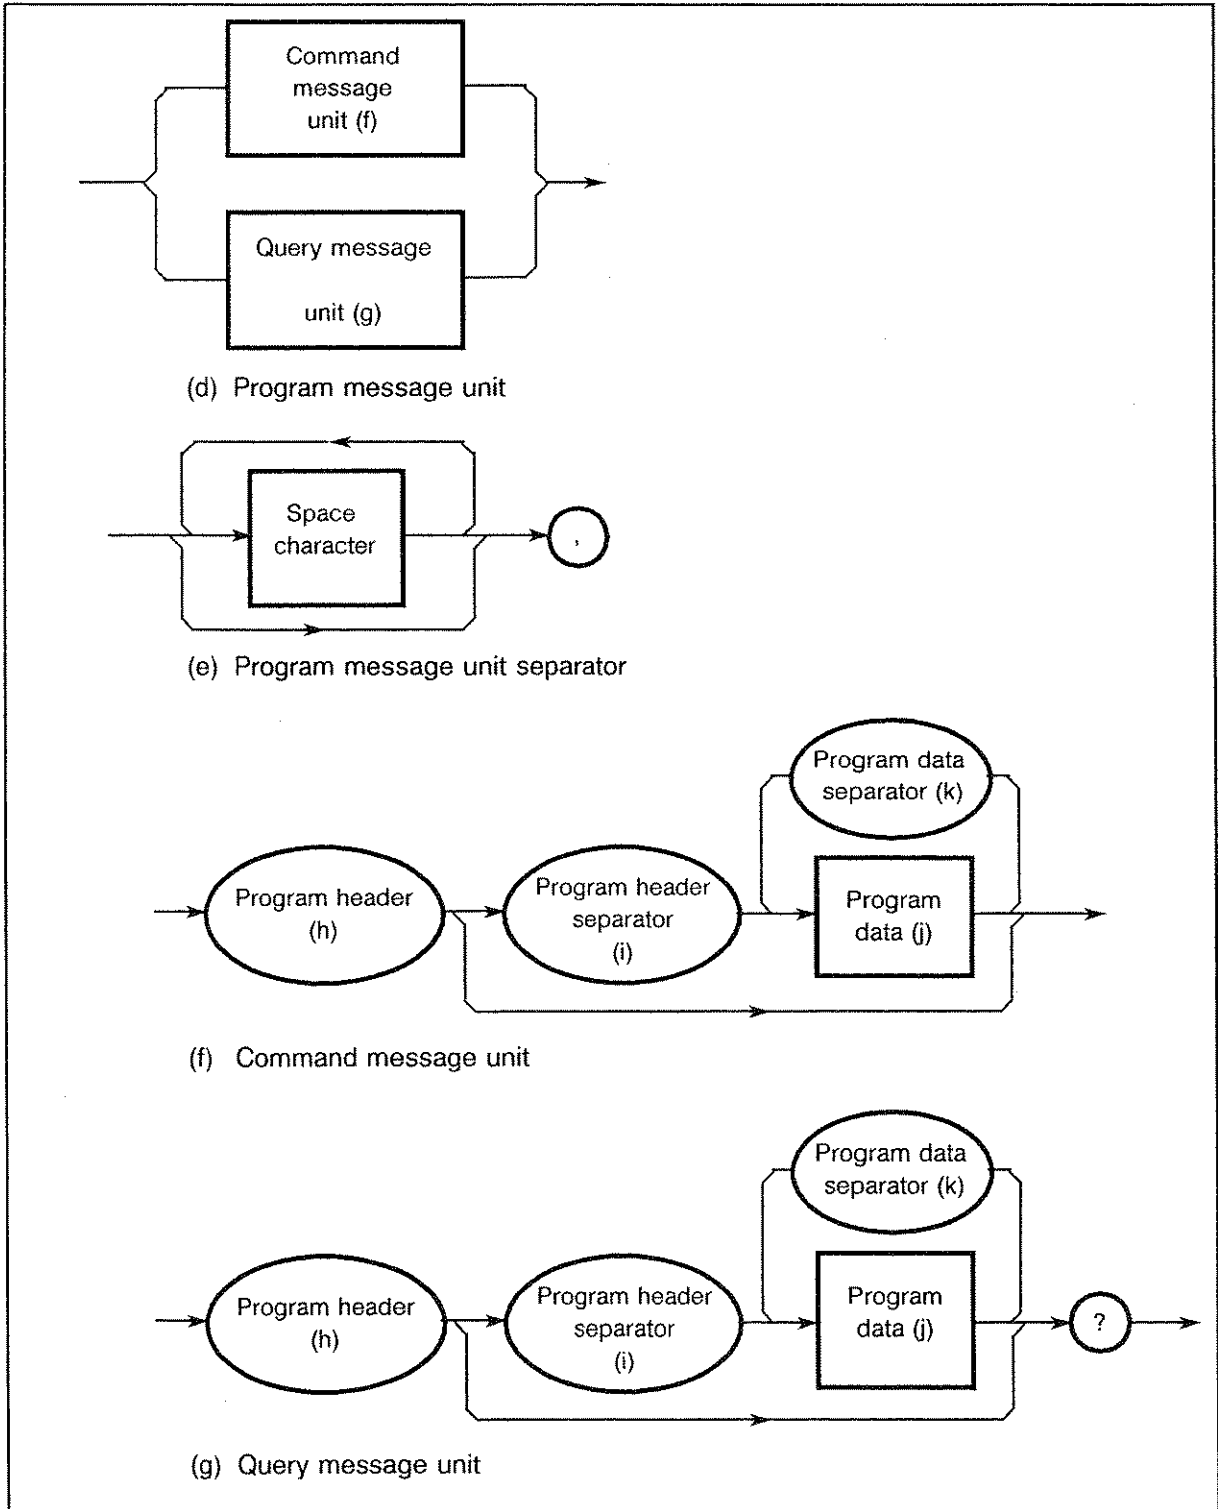 Command
message
unit (f)
Query message
unit (g)
(d) Program message unit
Space
character
,
(e) Program message unit separator
Program data
separator (k)
Program header
(h)
Program header
separator
(i)
Program
data (j)
(f) Command message unit
Program data
separator (k)
Program header
(h)
Program header
separator
(i)
Program
data (j)
?
(g) Query message unit